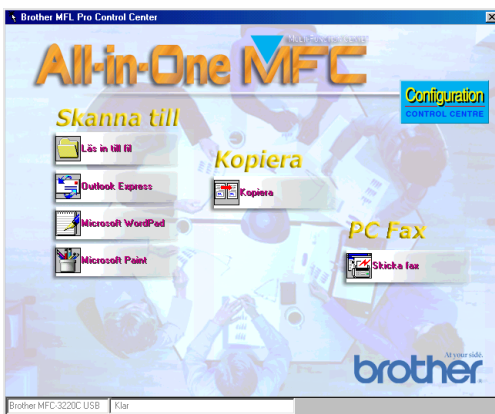 Brother MFL Pro Control Center
MULTIFUNCTION CENTER
All-in-One MFC
Configuration
CONTROL CENTRE
Skanna till
Läs in till fil
Outlook Express
Microsoft WordPad
Microsoft Paint
Kopiera
Kopiera
PC Fax
Skicka fax
At your side.
brother
Brother MFC-3220C USB
Klar